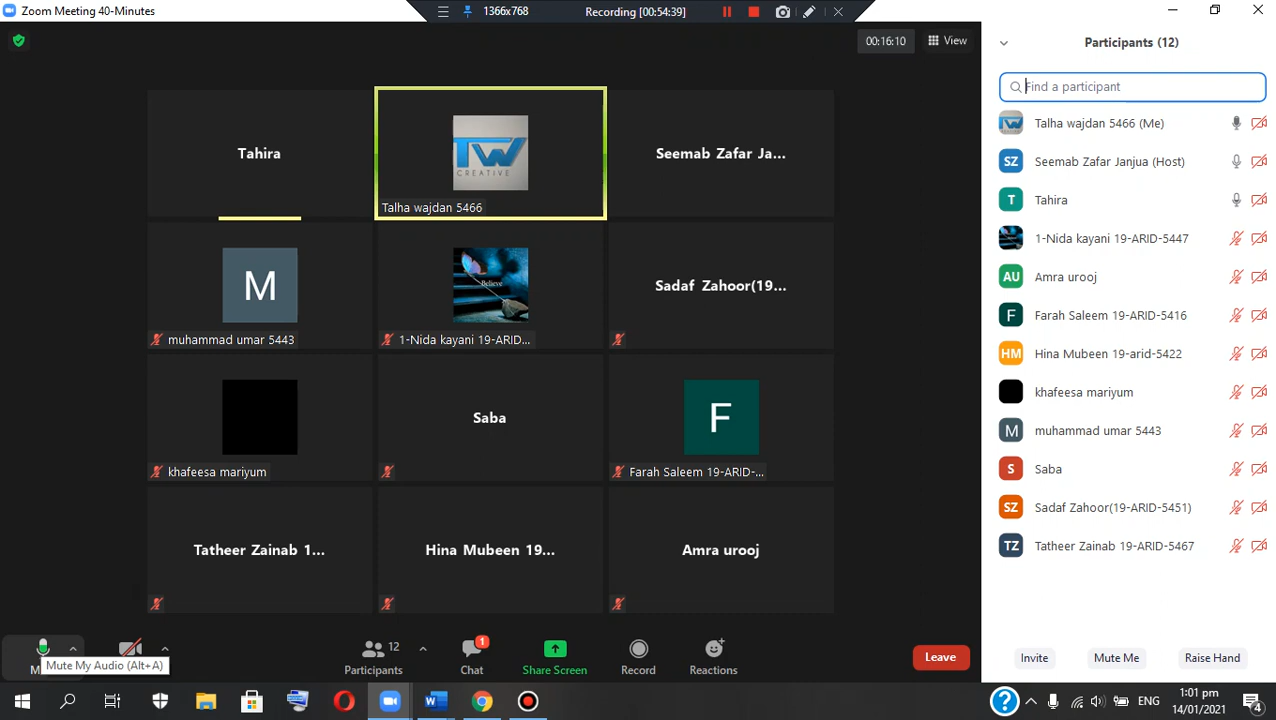 Zoom Meeting 40-Minutes
1366x768
Recording [00:54:39]
00:16:10
View
Tahira
TW
CREATIVE
Talha wajdan 5466
Seemab Zafar Ja...
M
muhammad umar 5443
Believe
1-Nida kayani 19-ARID...
Sadaf Zahoor(19...
khafeesa mariyum
Saba
F
Farah Saleem 19-ARID-...
Tatheer Zainab 1...
Hina Mubeen 19...
Amra urooj
Participants (12)
Find a participant
Talha wajdan 5466 (Me)
SZ Seemab Zafar Janjua (Host)
T Tahira
1-Nida kayani 19-ARID-5447
AU Amra urooj
F Farah Saleem 19-ARID-5416
HM Hina Mubeen 19-arid-5422
khafeesa mariyum
M muhammad umar 5443
S Saba
SZ Sadaf Zahoor(19-ARID-5451)
TZ Tatheer Zainab 19-ARID-5467
Invite
Mute Me
Raise Hand
Mute My Audio (Alt+A)
12
Participants
1
Chat
Share Screen
Record
Reactions
Leave
ENG
1:01 pm
14/01/2021
4